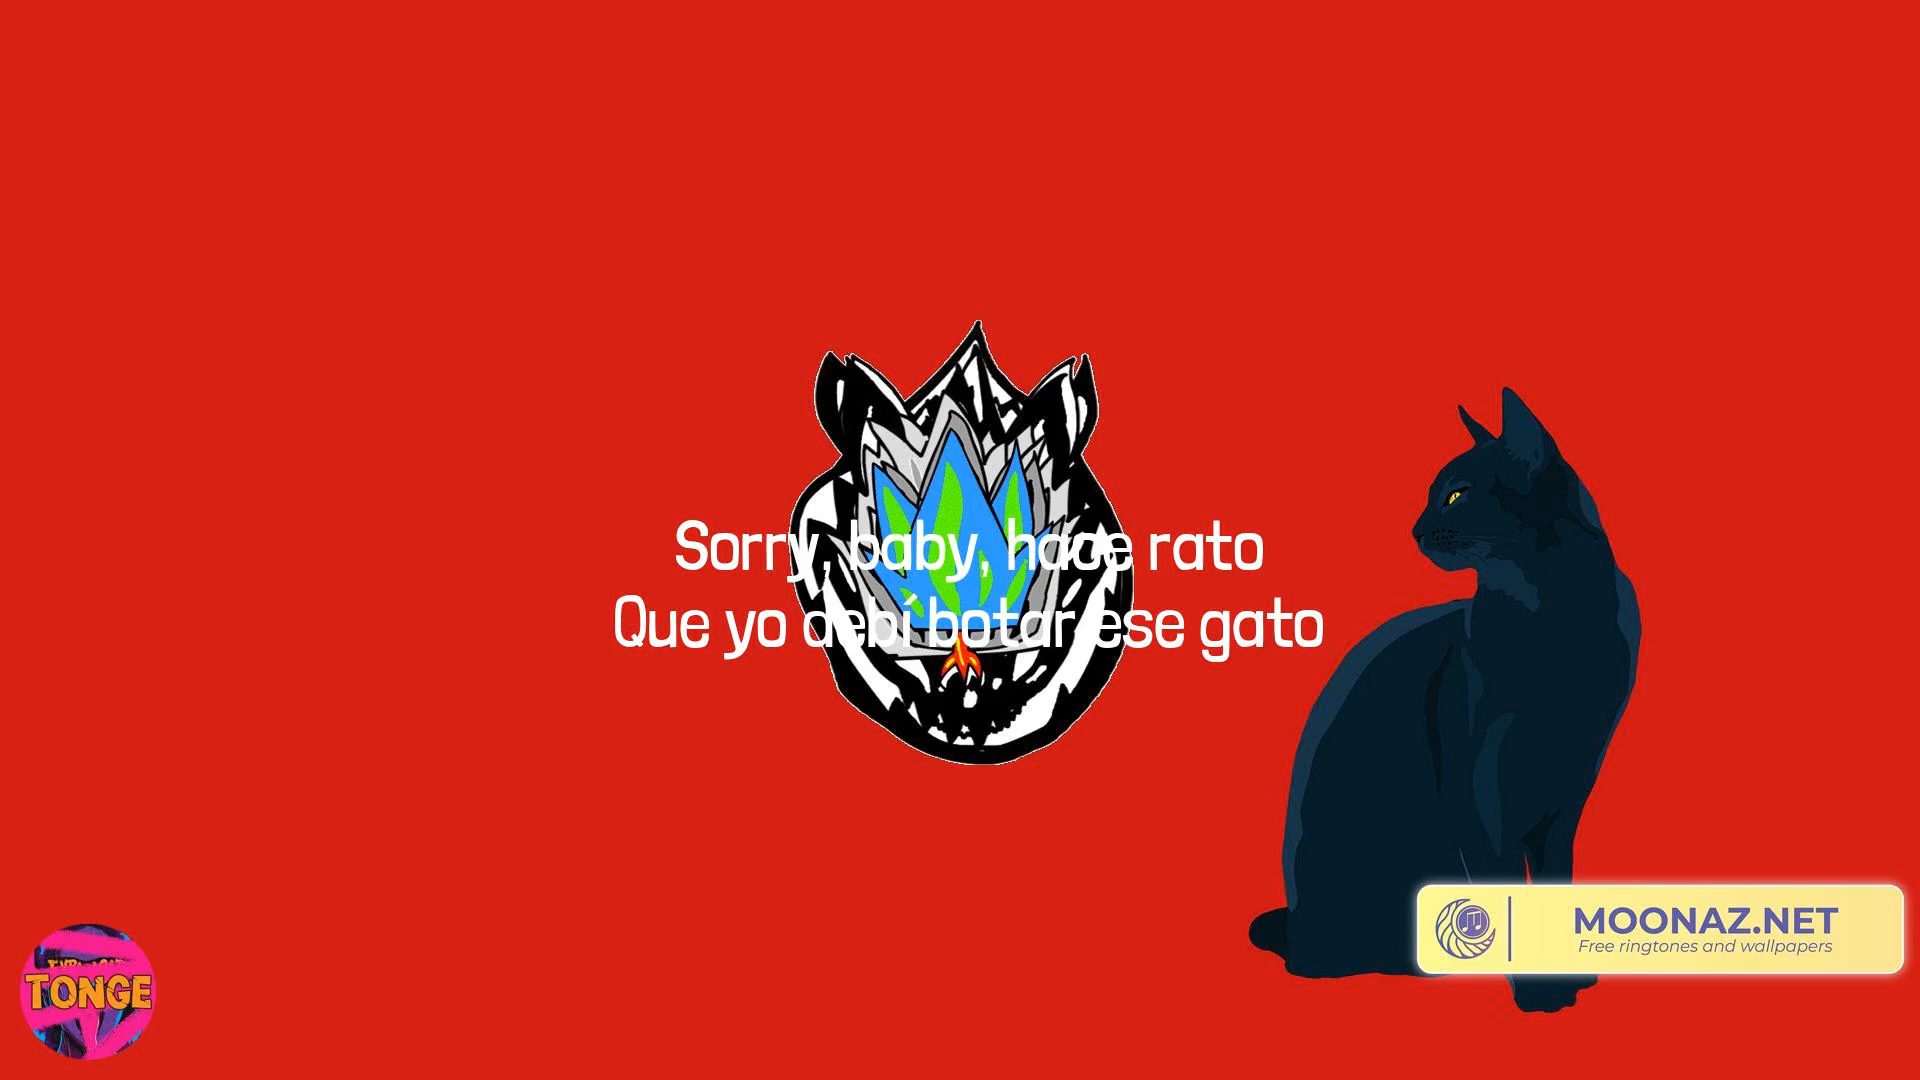 Sorry, baby, hace rato
Que yo debí botar ese gato
MOONAZ.NET
Free ringtones and wallpapers
TONGE